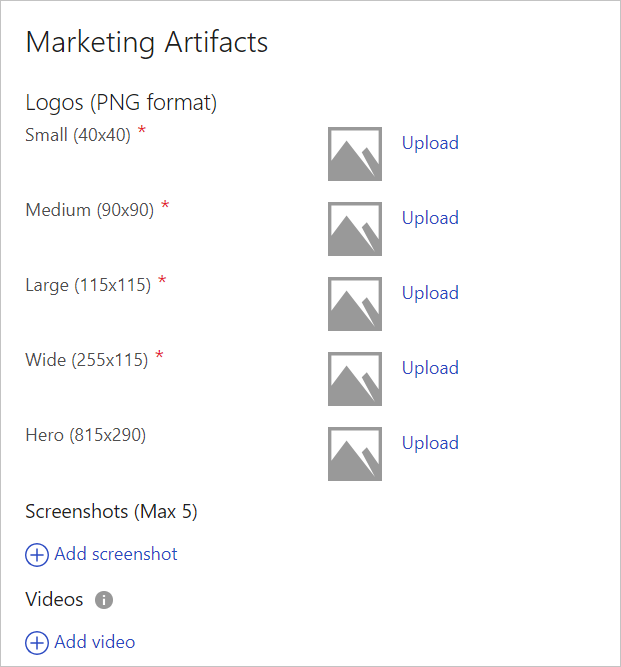 Marketing Artifacts
Logos (PNG format)
Small (40x40) *
Upload
Medium (90x90) *
Upload
Large (115x115) *
Upload
Wide (255x115) *
Upload
Hero (815x290)
Upload
Screenshots (Max 5)
Add screenshot
Videos
Add video